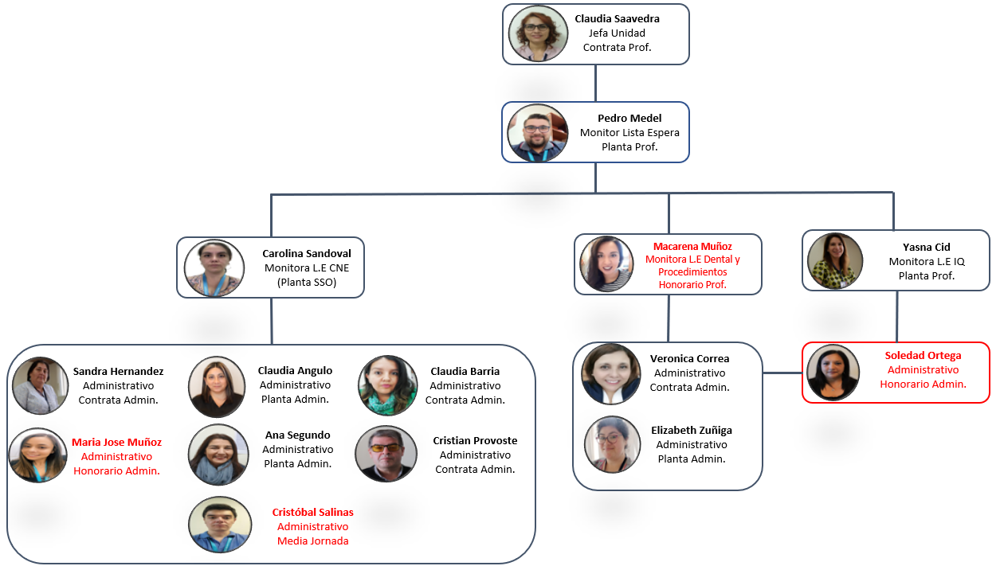 Claudia Saavedra
Jefa Unidad
Contrata Prof.
Pedro Medel
Monitor Lista Espera
Planta Prof.
Carolina Sandoval
Monitora L.E CNE
(Planta SSO)
Macarena Muñoz
Monitora L.E Dental y
Procedimientos
Honorario Prof.
Yasna Cid
Monitora L.E IQ
Planta Prof.
Sandra Hernandez
Administrativo
Contrata Admin.
Claudia Angulo
Administrativo
Planta Admin.
Claudia Barria
Administrativo
Contrata Admin.
Maria Jose Muñoz
Administrativo
Honorario Admin.
Ana Segundo
Administrativo
Planta Admin.
Cristian Provoste
Administrativo
Contrata Admin.
Cristóbal Salinas
Administrativo
Media Jornada
Veronica Correa
Administrativo
Contrata Admin.
Elizabeth Zuñiga
Administrativo
Planta Admin.
Soledad Ortega
Administrativo
Honorario Admin.